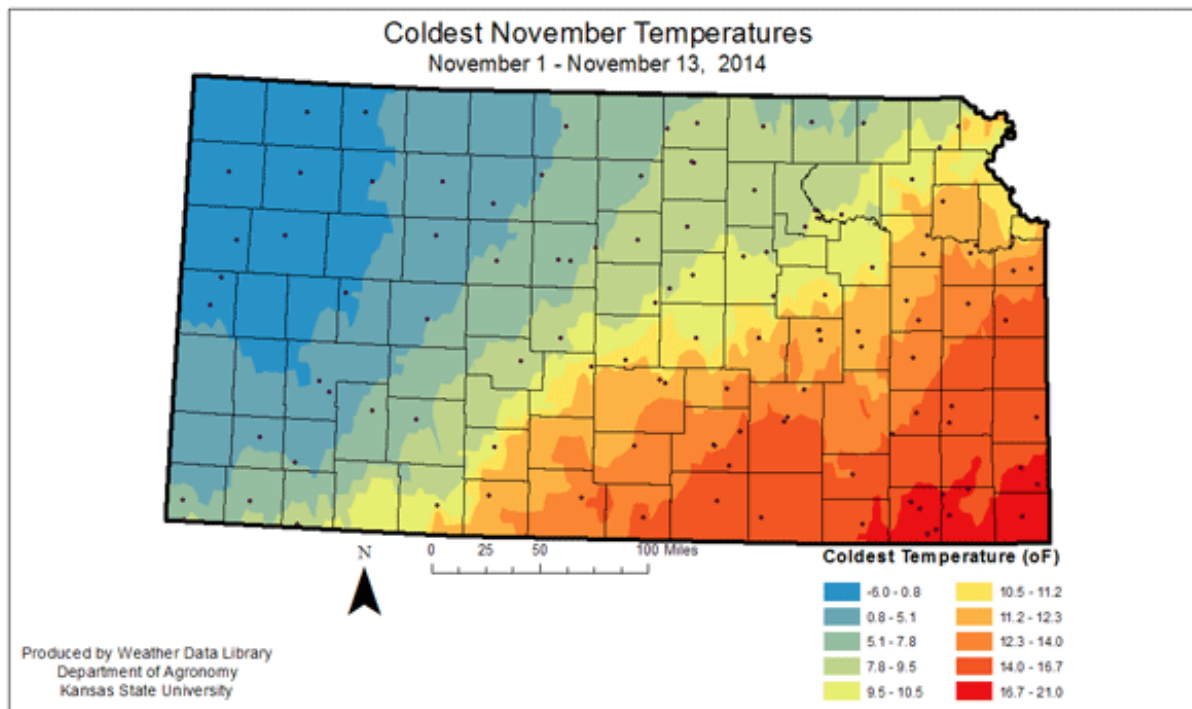 Coldest November Temperatures
November 1 - November 13, 2014
N
0 25 50 100 Miles
Coldest Temperature (oF)
-6.0 - 0.8
0.8 - 5.1
5.1 - 7.8
7.8 - 9.5
9.5 - 10.5
10.5 - 11.2
11.2 - 12.3
12.3 - 14.0
14.0 - 16.7
16.7 - 21.0
Produced by Weather Data Library
Department of Agronomy
Kansas State University